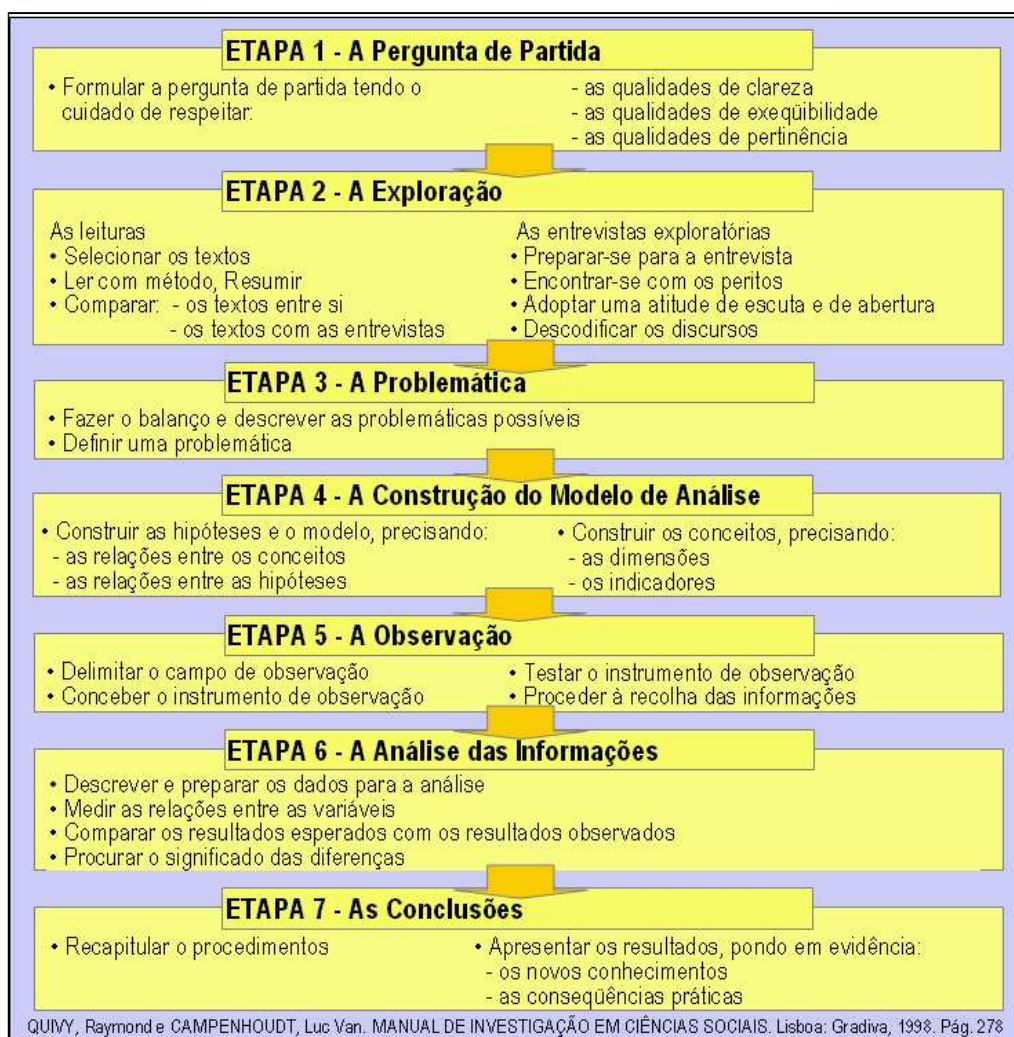 ETAPA 1 - A Pergunta de Partida
• Formular a pergunta de partida tendo o
cuidado de respeitar:
- as qualidades de clareza
- as qualidades de exeqüibilidade
- as qualidades de pertinência
ETAPA 2 - A Exploração
As leituras
• Selecionar os textos
• Ler com método, Resumir
• Comparar: - os textos entre si
- os textos com as entrevistas
As entrevistas exploratórias
• Preparar-se para a entrevista
• Encontrar-se com os peritos
• Adoptar uma atitude de escuta e de abertura
• Descodificar os discursos
ETAPA 3 - A Problemática
• Fazer o balanço e descrever as problemáticas possíveis
• Definir uma problemática
ETAPA 4 - A Construção do Modelo de Análise
• Construir as hipóteses e o modelo, precisando:
- as relações entre os conceitos
- as relações entre as hipóteses
• Construir os conceitos, precisando:
- as dimensões
- os indicadores
ETAPA 5 - A Observação
• Delimitar o campo de observação
• Conceber o instrumento de observação
• Testar o instrumento de observação
• Proceder à recolha das informações
ETAPA 6 - A Análise das Informações
• Descrever e preparar os dados para a análise
• Medir as relações entre as variáveis
• Comparar os resultados esperados com os resultados observados
• Procurar o significado das diferenças
ETAPA 7 - As Conclusões
• Recapitular o procedimentos
• Apresentar os resultados, pondo em evidência:
- os novos conhecimentos
- as conseqüências práticas
QUIVY, Raymond e CAMPENHOUDT, Luc Van. MANUAL DE INVESTIGAÇÃO EM CIÊNCIAS SOCIAIS. Lisboa: Gradiva, 1998. Pág. 278